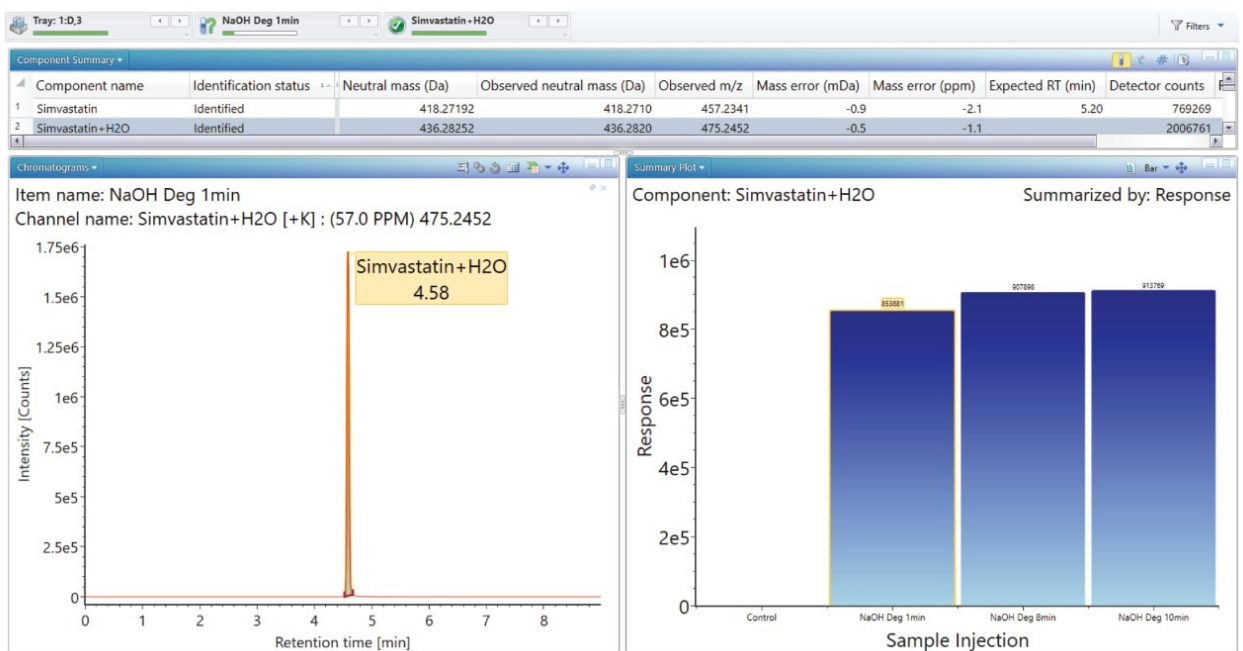 Tray: 1:D,3
NaOH Deg 1min
Simvastatin+H2O
Filters
Component Summary
Component name Identification status 1 Neutral mass (Da) Observed neutral mass (Da) Observed m/z Mass error (mDa) Mass error (ppm) Expected RT (min) Detector counts
1 Simvastatin Identified 418.27192 418.2710 457.2341 -0.9 -2.1 5.20 769269
2 Simvastatin+H2O Identified 436.28252 436.2820 475.2452 -0.5 -1.1 2006761
Chromatograms
Item name: NaOH Deg 1min
Channel name: Simvastatin+H2O [+K] : (57.0 PPM) 475.2452
1.75e6
1.5e6
1.25e6
1e6
7.5e5
5e5
2.5e5
0
Intensity [Counts]
Simvastatin+H2O
4.58
0 1 2 3 4 5 6 7 8
Retention time [min]
Summary Plot
Bar
Component: Simvastatin+H2O Summarized by: Response
1e6
8e5
6e5
4e5
2e5
0
Response
853681 907898 913769
Control NaOH Deg 1min NaOH Deg 8min NaOH Deg 10min
Sample Injection